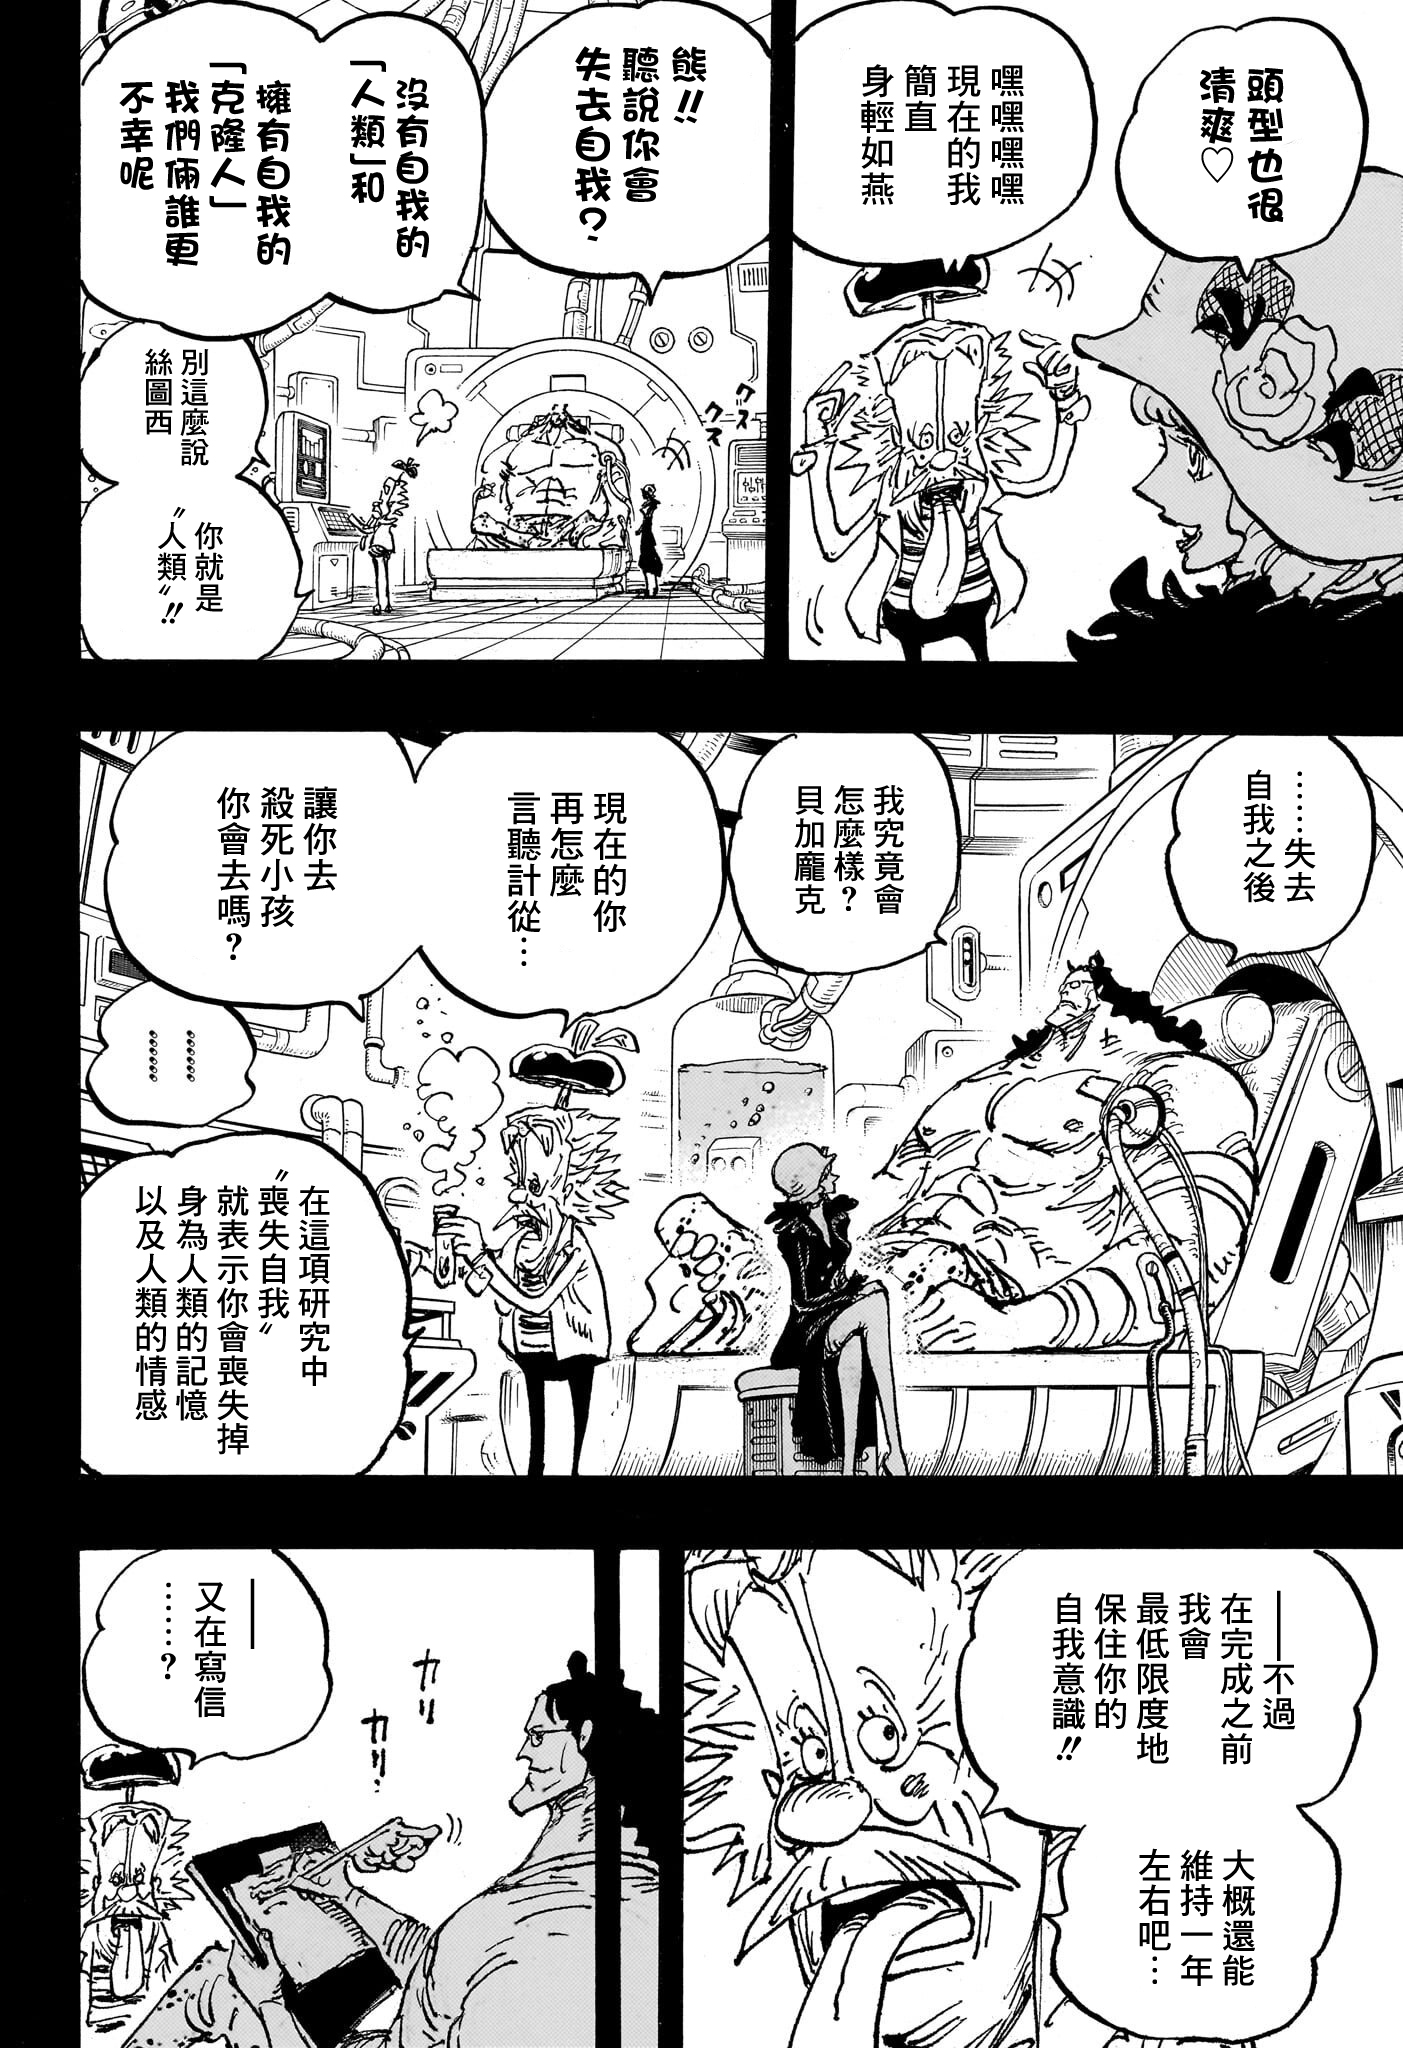 頭型也很
清爽♡
嘿嘿嘿嘿
現在的我
簡直
身輕如燕
熊!!
聽說你會
失去自我?
沒有自我的
「人類」和
擁有自我的
「克隆人」
我們倆誰更
不幸呢
クスクス
別這麼說
絲圖西
你就是
〝人類〟!!
……失去
自我之後
我究竟會
怎麼樣?
貝加龐克
現在的你
再怎麼
言聽計從…
讓你去
殺死小孩
你會去嗎?
…………
在這項研究中
〝喪失自我〟
就表示你會喪失掉
身為人類的記憶
以及人類的情感
──不過
在完成之前
我會
最低限度地
保住你的
自我意識!!
大概還能
維持一年
左右吧…
カリ
カリ…
──
又在寫信
……?